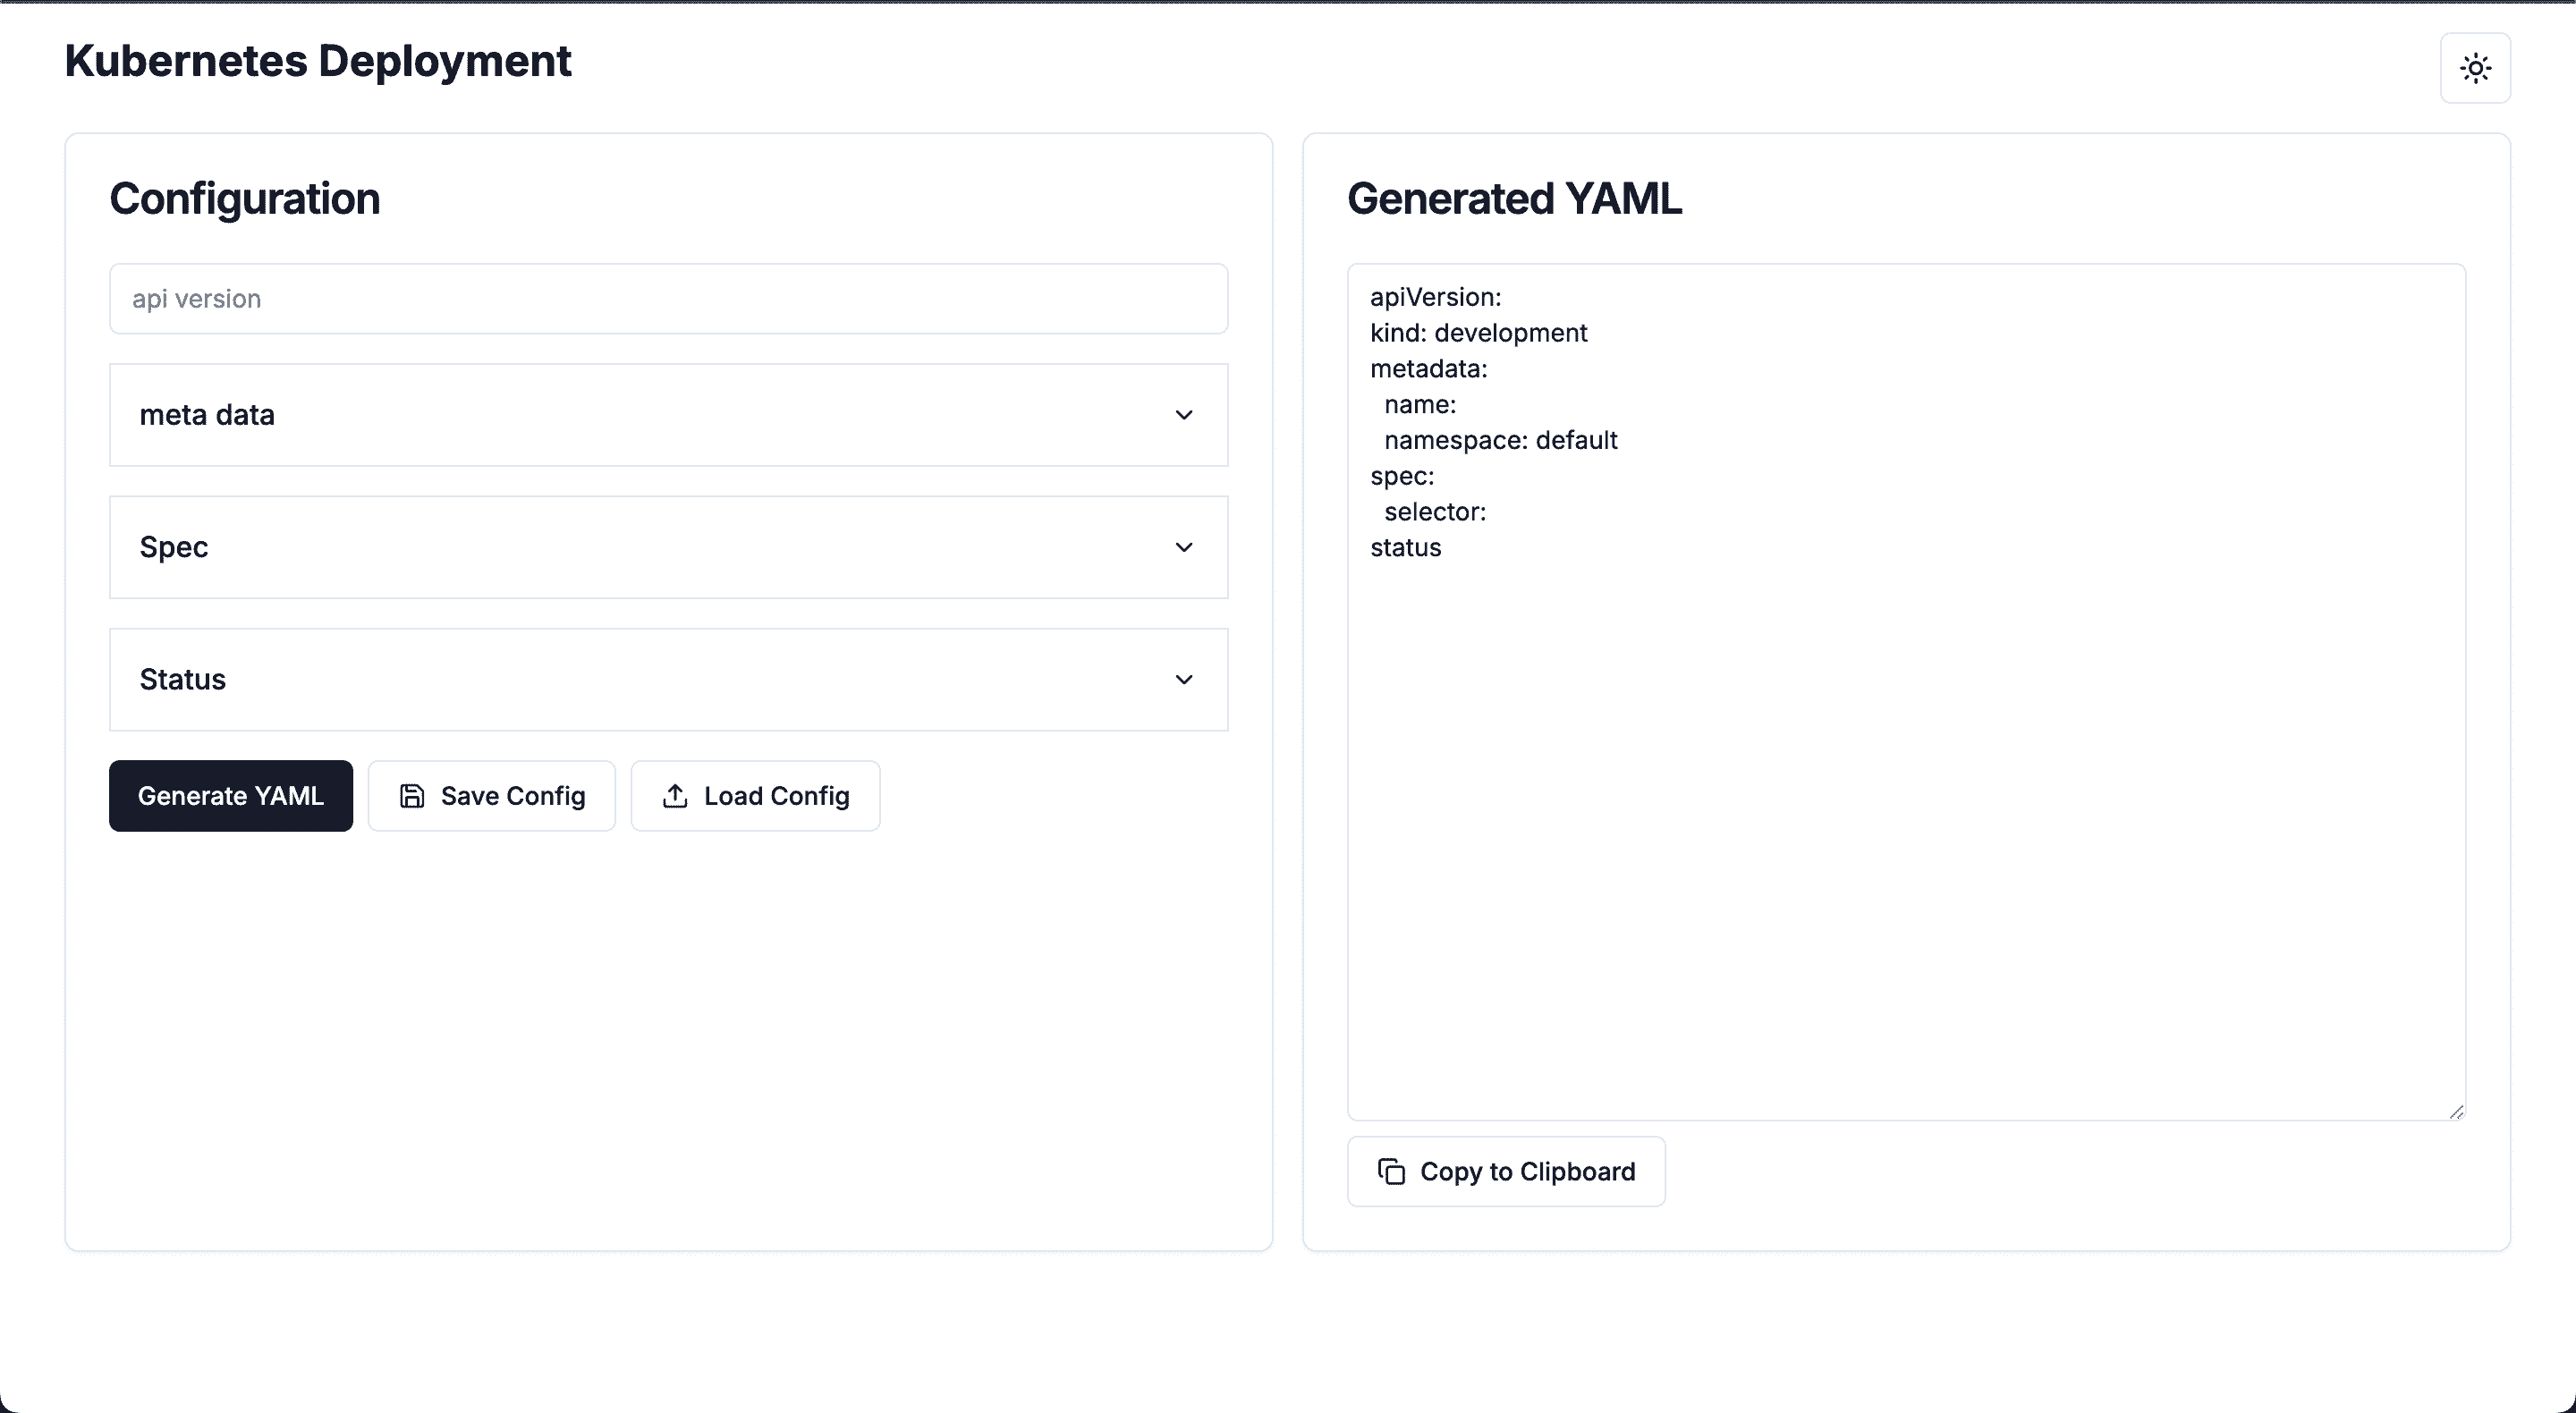 Kubernetes Deployment
Configuration
api version
meta data
Spec
Status
Generate YAML
Save Config
Load Config
Generated YAML
apiVersion:
kind: development
metadata:
  name:
  namespace: default
spec:
  selector:
status
Copy to Clipboard